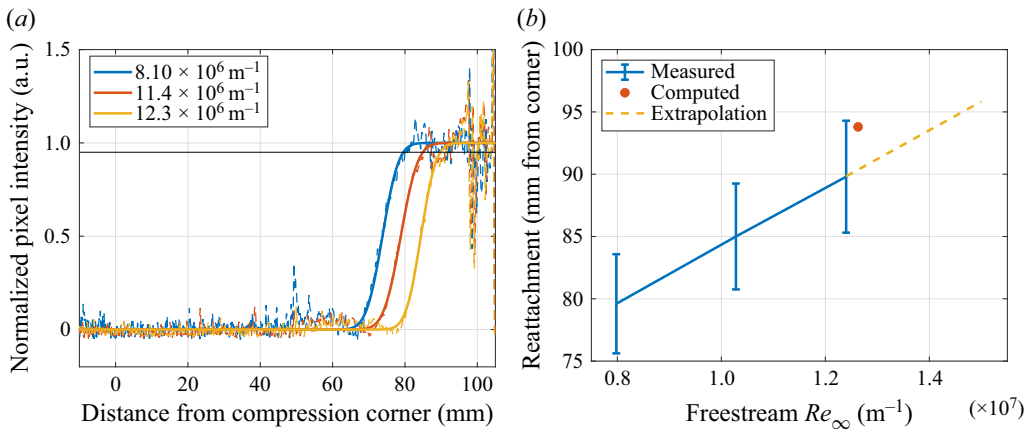 (a)
Normalized pixel intensity (a.u.)
1.5
1.0
0.5
0
8.10 × 10⁶ m⁻¹
11.4 × 10⁶ m⁻¹
12.3 × 10⁶ m⁻¹
0 20 40 60 80 100
Distance from compression corner (mm)
(b)
Reattachment (mm from corner)
100
95
90
85
80
75
Measured
Computed
Extrapolation
0.8 1.0 1.2 1.4
(×10⁷)
Freestream Re∞ (m⁻¹)